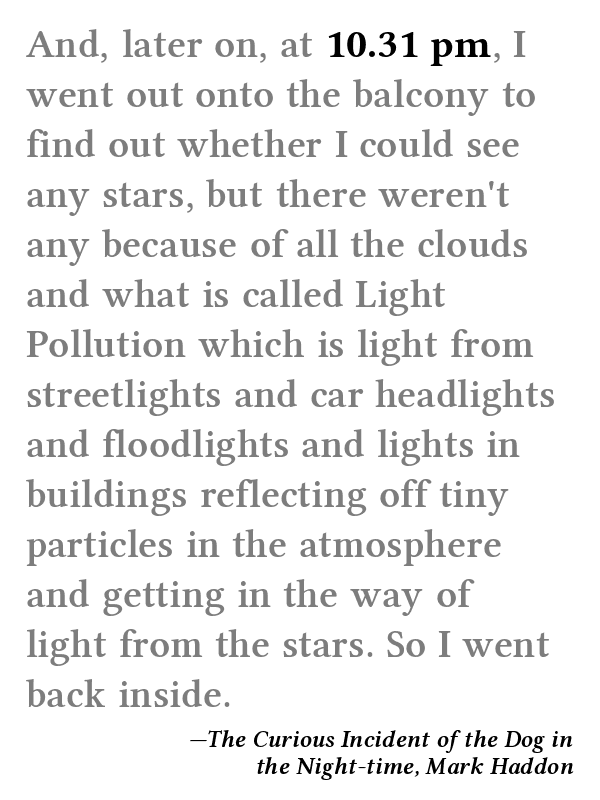 And, later on, at 10.31 pm, I
went out onto the balcony to
find out whether I could see
any stars, but there weren't
any because of all the clouds
and what is called Light
Pollution which is light from
streetlights and car headlights
and floodlights and lights in
buildings reflecting off tiny
particles in the atmosphere
and getting in the way of
light from the stars. So I went
back inside.
—The Curious Incident of the Dog in
the Night-time, Mark Haddon